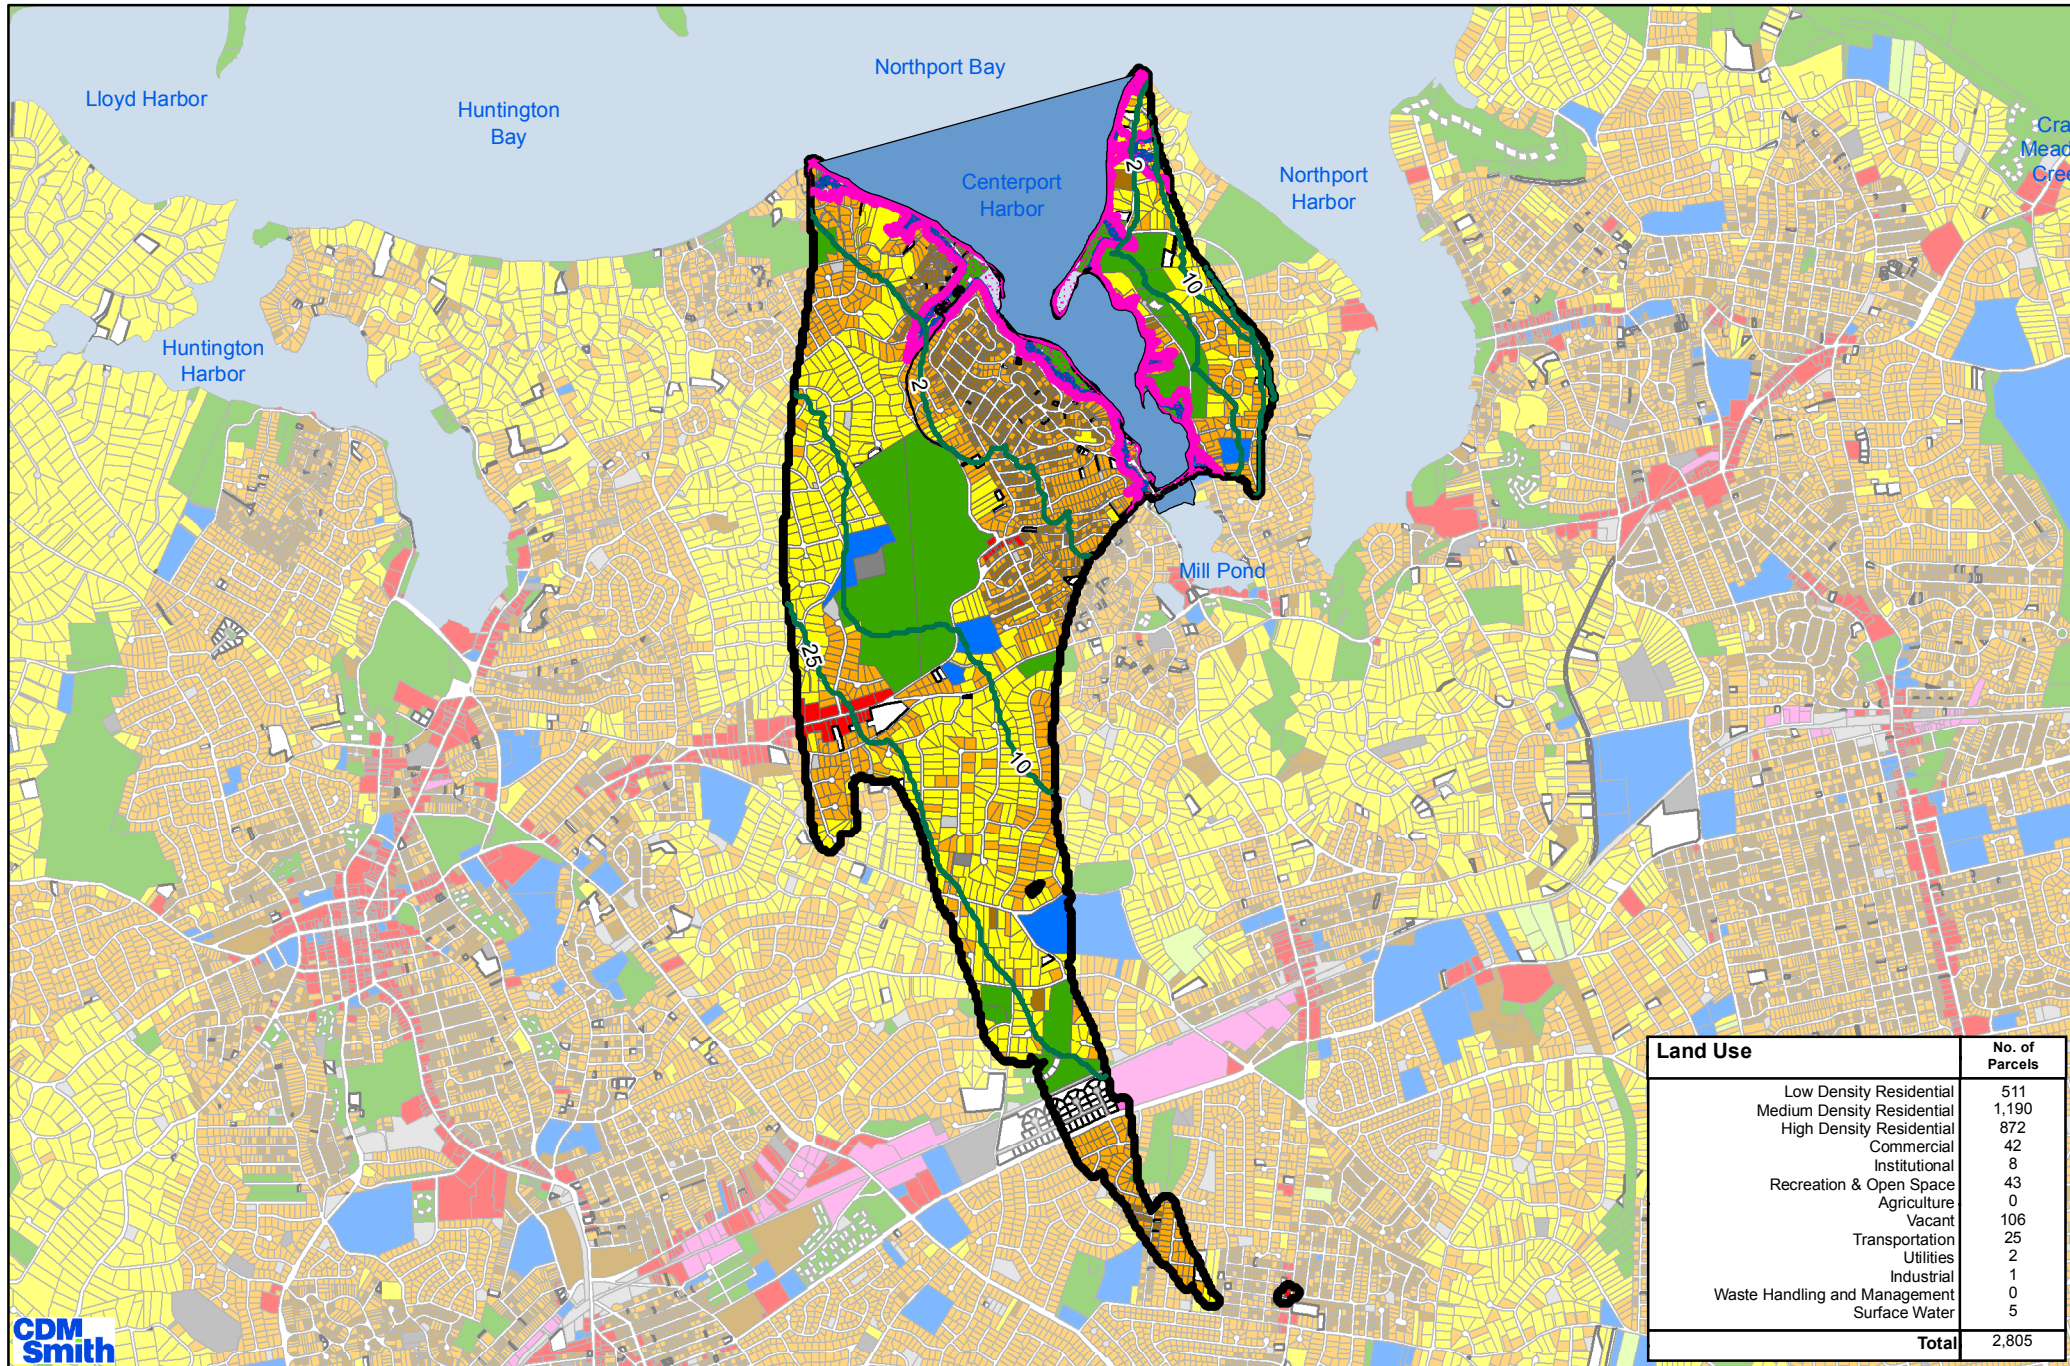 Northport Bay
Lloyd Harbor
Huntington
Bay
Centerport
Harbor
Northport
Harbor
Cra
Mead
Cree
Huntington
Harbor
Mill Pond
2
10
2
25
10
Land Use No. of
Parcels
Low Density Residential 511
Medium Density Residential 1,190
High Density Residential 872
Commercial 42
Institutional 8
Recreation & Open Space 43
Agriculture 0
Vacant 106
Transportation 25
Utilities 2
Industrial 1
Waste Handling and Management 0
Surface Water 5
Total 2,805
CDM
Smith